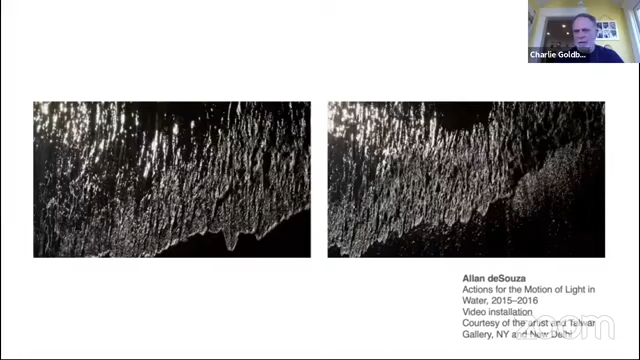 Charlie Goldb...
Allan deSouza
Actions for the Motion of Light in
Water, 2015–2016
Video installation
Courtesy of the artist and Talwar
Gallery, NY and New Delhi
zoom